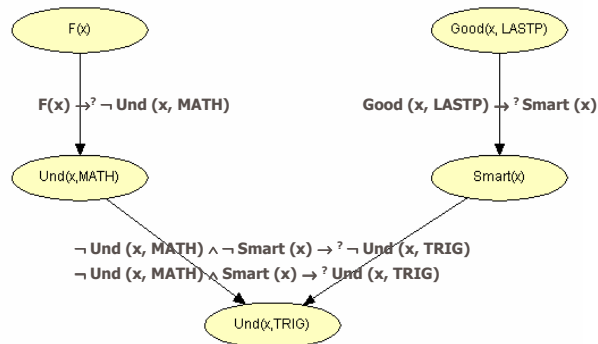 F(x)
Good(x, LASTP)
F(x) →? ¬ Und (x, MATH)
Good (x, LASTP) → ? Smart (x)
Und(x,MATH)
Smart(x)
¬ Und (x, MATH) ∧ ¬ Smart (x) → ? ¬ Und (x, TRIG)
¬ Und (x, MATH) ∧ Smart (x) → ? Und (x, TRIG)
Und(x,TRIG)